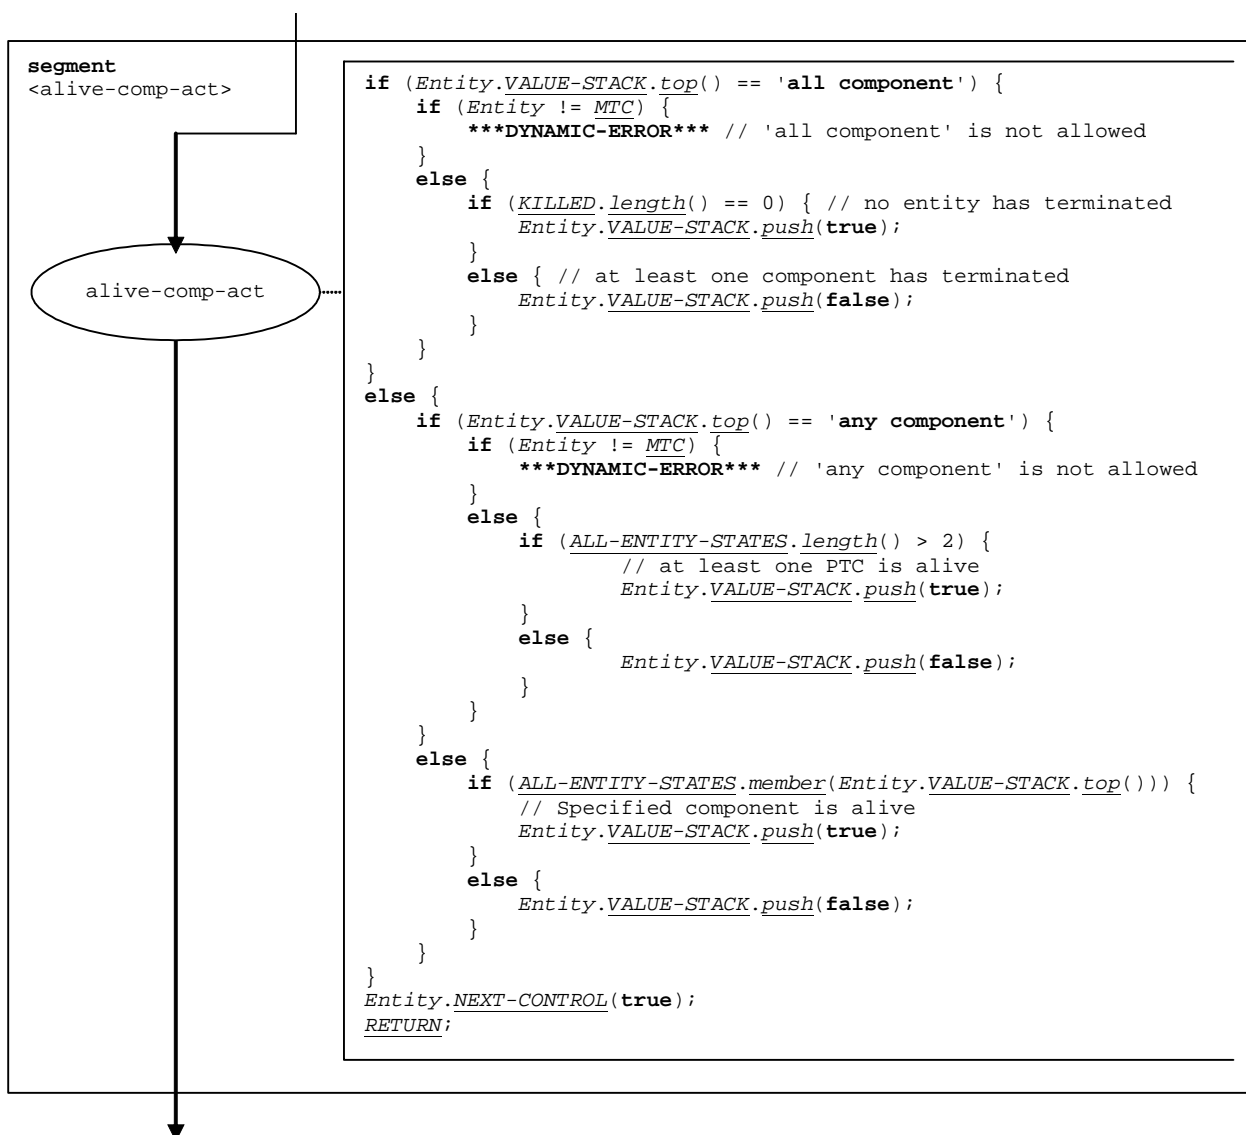 segment
<alive-comp-act>
alive-comp-act
if (Entity.VALUE-STACK.top() == 'all component') {
if (Entity != MTC) {
***DYNAMIC-ERROR*** // 'all component' is not allowed
}
else {
if (KILLED.length() == 0) { // no entity has terminated
Entity.VALUE-STACK.push(true);
}
else { // at least one component has terminated
Entity.VALUE-STACK.push(false);
}
}
}
else {
if (Entity.VALUE-STACK.top() == 'any component') {
if (Entity != MTC) {
***DYNAMIC-ERROR*** // 'any component' is not allowed
}
else {
if (ALL-ENTITY-STATES.length() > 2) {
// at least one PTC is alive
Entity.VALUE-STACK.push(true);
}
else {
Entity.VALUE-STACK.push(false);
}
}
}
else {
if (ALL-ENTITY-STATES.member(Entity.VALUE-STACK.top())) {
// Specified component is alive
Entity.VALUE-STACK.push(true);
}
else {
Entity.VALUE-STACK.push(false);
}
}
}
Entity.NEXT-CONTROL(true);
RETURN;